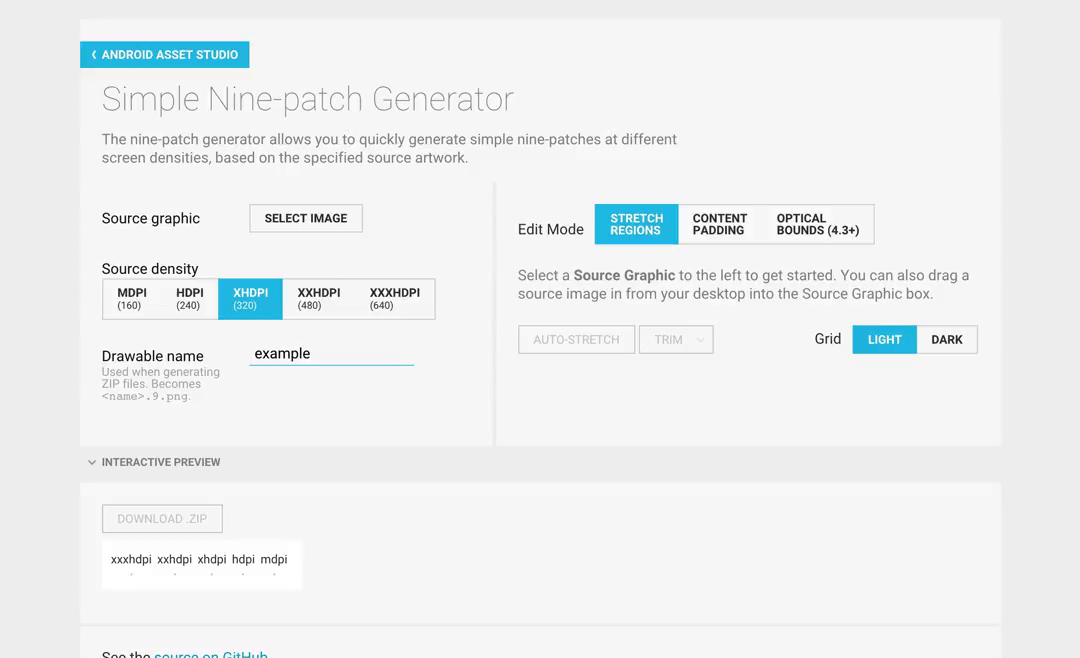 ANDROID ASSET STUDIO
Simple Nine-patch Generator
The nine-patch generator allows you to quickly generate simple nine-patches at different
screen densities, based on the specified source artwork.
Source graphic
SELECT IMAGE
Source density
MDPI HDPI XHDPI XXHDPI XXXHDPI
(160) (240) (320) (480) (640)
Drawable name
example
Used when generating
ZIP files. Becomes
<name>.9.png.
Edit Mode
STRETCH
REGIONS
CONTENT
PADDING
OPTICAL
BOUNDS (4.3+)
Select a Source Graphic to the left to get started. You can also drag a
source image in from your desktop into the Source Graphic box.
AUTO-STRETCH TRIM
Grid LIGHT DARK
INTERACTIVE PREVIEW
DOWNLOAD .ZIP
xxxhdpi xxhdpi xhdpi hdpi mdpi
See the source on GitHub